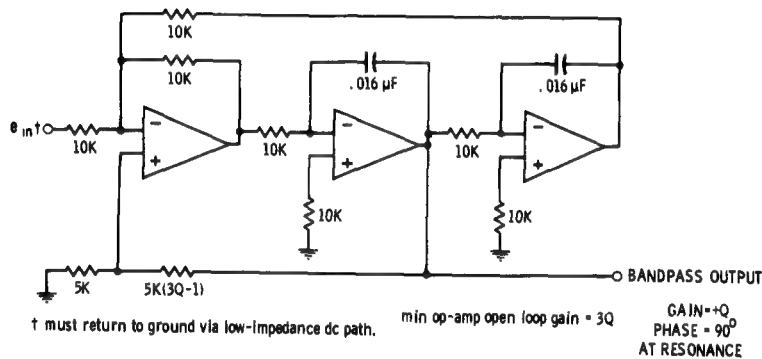 10K
10K
.016 µF
.016 µF
e in † 
10K
10K
10K
10K
10K
5K
5K(3Q-1)
BANDPASS OUTPUT
† must return to ground via low-impedance dc path.
min op-amp open loop gain = 3Q
GAIN=+Q
PHASE = 90°
AT RESONANCE